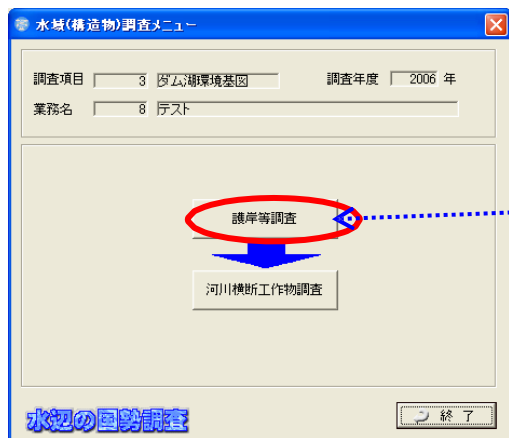 水域(構造物)調査メニュー
調査項目 3 ダム湖環境基図 調査年度 2006 年
業務名 8 テスト
護岸等調査
河川横断工作物調査
水辺の国勢調査
終 了